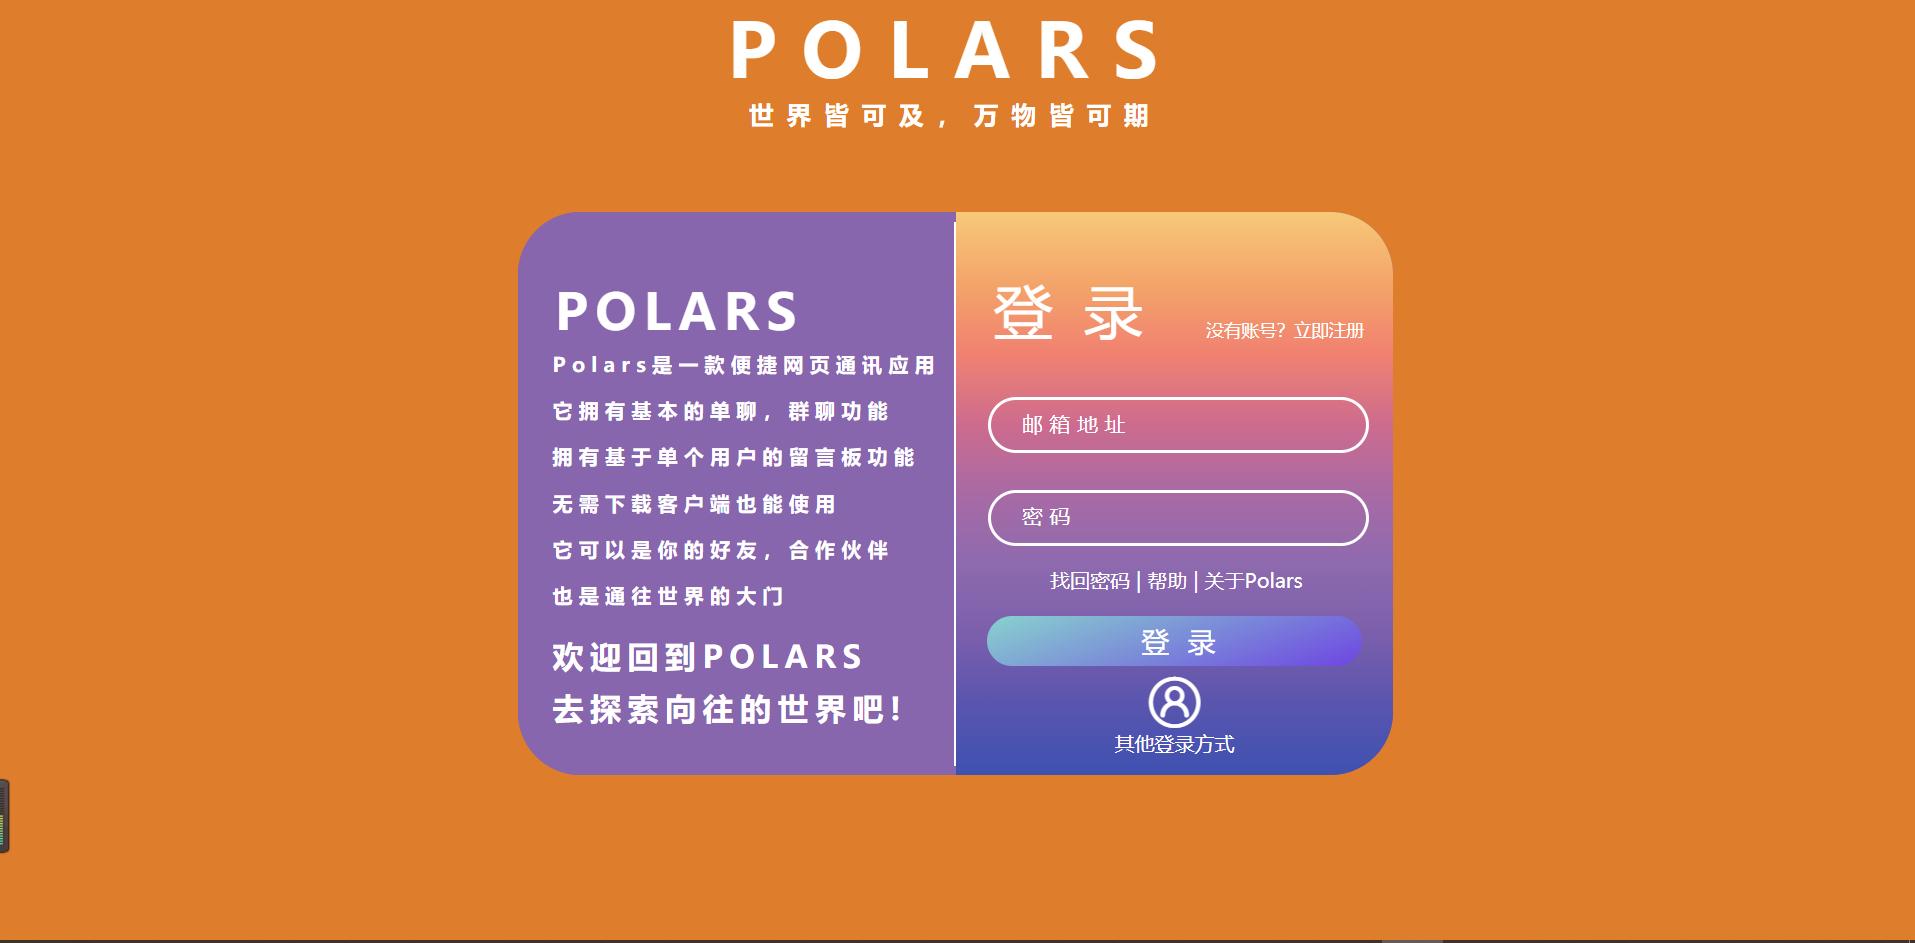 POLARS
世界皆可及，万物皆可期
POLARS
Polars是一款便捷网页通讯应用
它拥有基本的单聊，群聊功能
拥有基于单个用户的留言板功能
无需下载客户端也能使用
它可以是你的好友，合作伙伴
也是通往世界的大门
欢迎回到POLARS
去探索向往的世界吧！
登录
没有账号？立即注册
邮箱地址
密码
找回密码 | 帮助 | 关于Polars
登录
其他登录方式